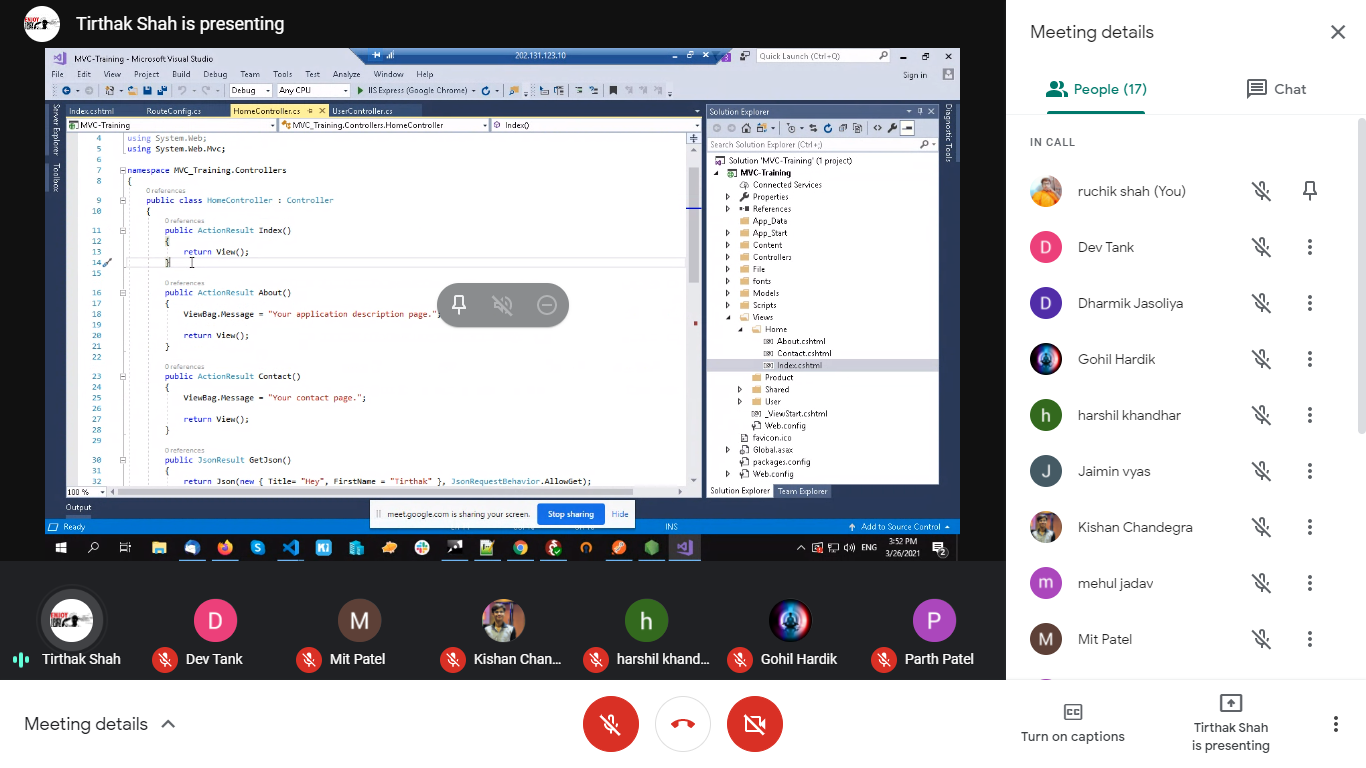 Tirthak Shah is presenting
MVC-Training - Microsoft Visual Studio
202.131.123.10
Quick Launch (Ctrl+Q)
File Edit View Project Build Debug Team Tools Test Analyze Window Help
Sign in
Debug Any CPU IIS Express (Google Chrome)
Server Explorer
Toolbox
Index.cshtml RouteConfig.cs HomeController.cs UserController.cs
MVC-Training MVC_Training.Controllers.HomeController Index()
4 using System.Web;
5 using System.Web.Mvc;
6
7 namespace MVC_Training.Controllers
8 {
0 references
9 public class HomeController : Controller
10 {
0 references
11 public ActionResult Index()
12 {
13 return View();
14 }
15
0 references
16 public ActionResult About()
17 {
18 ViewBag.Message = "Your application description page.";
19
20 return View();
21 }
22
0 references
23 public ActionResult Contact()
24 {
25 ViewBag.Message = "Your contact page.";
26
27 return View();
28 }
29
0 references
30 public JsonResult GetJson()
31 {
32 return Json(new { Title= "Hey", FirstName = "Tirthak" }, JsonRequestBehavior.AllowGet);
100 %
Output
Ready
INS
Add to Source Control
Solution Explorer
Search Solution Explorer (Ctrl+;)
Solution 'MVC-Training' (1 project)
MVC-Training
Connected Services
Properties
References
App_Data
App_Start
Content
Controllers
File
fonts
Models
Scripts
Views
Home
About.cshtml
Contact.cshtml
Index.cshtml
Product
Shared
User
_ViewStart.cshtml
Web.config
favicon.ico
Global.asax
packages.config
Web.config
Solution Explorer Team Explorer
Diagnostic Tools
meet.google.com is sharing your screen. Stop sharing Hide
ENG
3:52 PM
3/26/2021
2
Tirthak Shah
D
Dev Tank
M
Mit Patel
Kishan Chan...
h
harshil khand...
Gohil Hardik
P
Parth Patel
Meeting details
Meeting details
People (17) Chat
IN CALL
ruchik shah (You)
D Dev Tank
D Dharmik Jasoliya
Gohil Hardik
h harshil khandhar
J Jaimin vyas
Kishan Chandegra
m mehul jadav
M Mit Patel
CC
Turn on captions
Tirthak Shah
is presenting